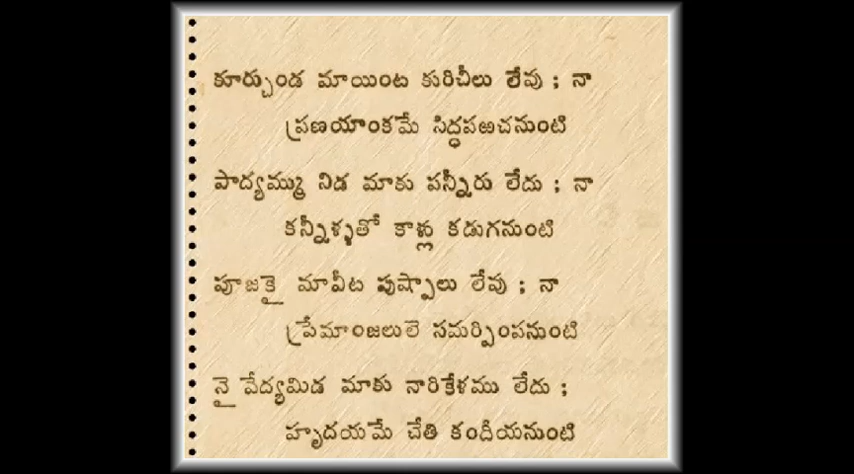 కూర్చుండ మాయింట కురిచీలు లేవు ; నా
ప్రణయాంకమే సిద్ధపఱచనుంటి
పాద్యమ్ము నిడ మాకు పన్నీరు లేదు ; నా
కన్నీళ్ళతో కాళ్లు కడుగనుంటి
పూజకై మావీట పుష్పాలు లేవు ; నా
ప్రేమాంజలులె సమర్పింపనుంటి
నై వేద్యమిడ మాకు నారికేళము లేదు ;
హృదయమే చేతి కందీయనుంటి